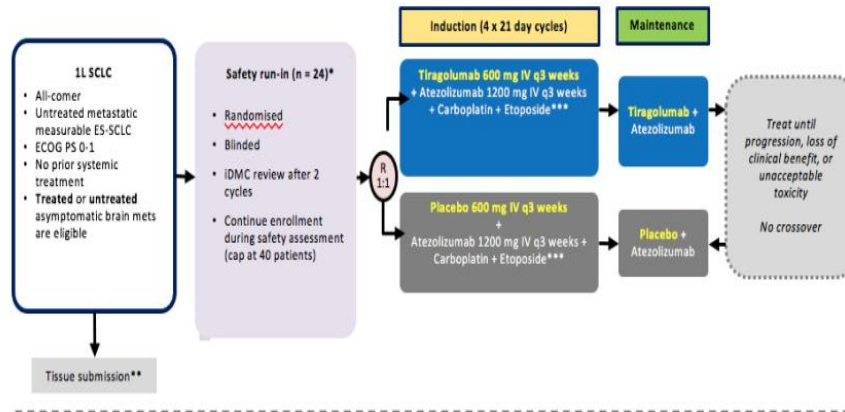 Induction (4 x 21 day cycles)
Maintenance
1L SCLC
• All-comer
• Untreated metastatic
measurable ES-SCLC
• ECOG PS 0-1
• No prior systemic
treatment
• Treated or untreated
asymptomatic brain mets
are eligible
Tissue submission**
Safety run-in (n = 24)*
• Randomised
• Blinded
• iDMC review after 2
cycles
• Continue enrollment
during safety assessment
(cap at 40 patients)
R
1:1
Tiragolumab 600 mg IV q3 weeks
+ Atezolizumab 1200 mg IV q3 weeks
+ Carboplatin + Etoposide***
Tiragolumab +
Atezolizumab
Placebo 600 mg IV q3 weeks
+
Atezolizumab 1200 mg IV q3 weeks +
Carboplatin + Etoposide***
Placebo +
Atezolizumab
Treat until
progression, loss of
clinical benefit, or
unacceptable
toxicity
No crossover